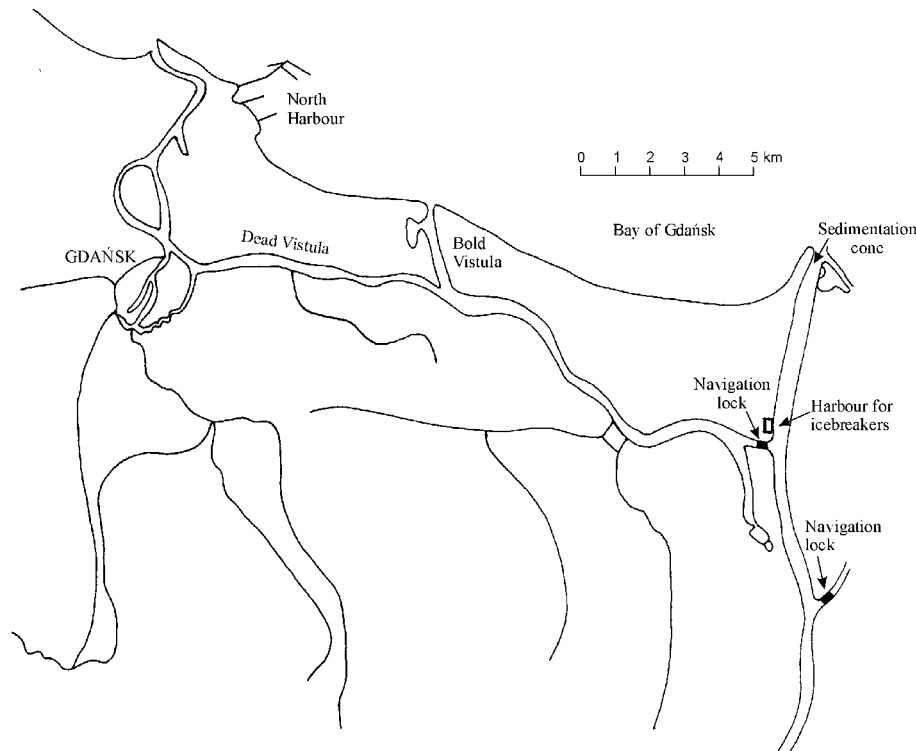 North
Harbour
0 1 2 3 4 5 km
Dead Vistula
GDAŃSK
Bold
Vistula
Bay of Gdańsk
Sedimentation
conc
Navigation
lock
Harbour for
icebreakers
Navigation
lock